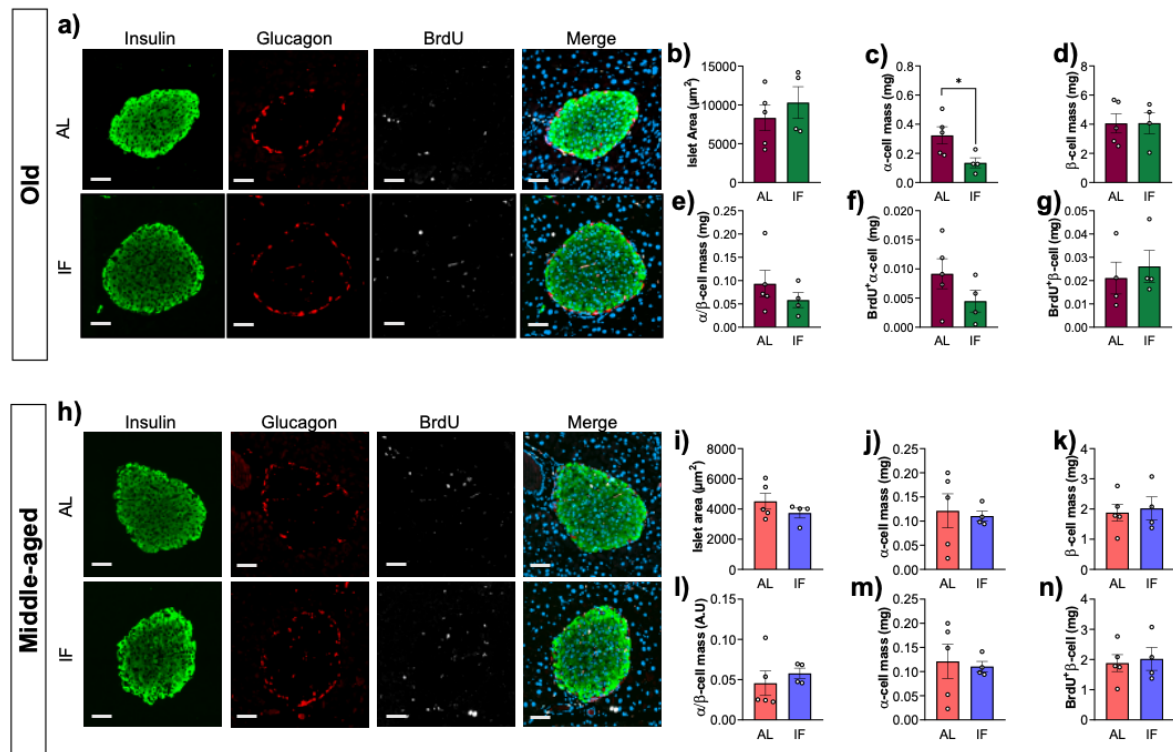 Old
a)
Insulin Glucagon BrdU Merge
AL
IF
b)
Islet Area (µm²)
15000
10000
5000
0
AL IF
c)
α-cell mass (mg)
0.8
0.6
0.4
0.2
0.0
*
AL IF
d)
β-cell mass (mg)
8
6
4
2
0
AL IF
e)
α/β-cell mass (mg)
0.25
0.20
0.15
0.10
0.05
0.00
AL IF
f)
BrdU⁺α-cell (mg)
0.020
0.015
0.010
0.005
0.000
AL IF
g)
BrdU⁺β-cell (mg)
0.05
0.04
0.03
0.02
0.01
0.00
AL IF
Middle-aged
h)
Insulin Glucagon BrdU Merge
AL
IF
i)
Islet area (µm²)
8000
6000
4000
2000
0
AL IF
j)
α-cell mass (mg)
0.25
0.20
0.15
0.10
0.05
0.00
AL IF
k)
β-cell mass (mg)
4
3
2
1
0
AL IF
l)
α/β-cell mass (A.U)
0.15
0.10
0.05
0.00
AL IF
m)
α-cell mass (mg)
0.25
0.20
0.15
0.10
0.05
0.00
AL IF
n)
BrdU⁺β-cell (mg)
4
3
2
1
0
AL IF